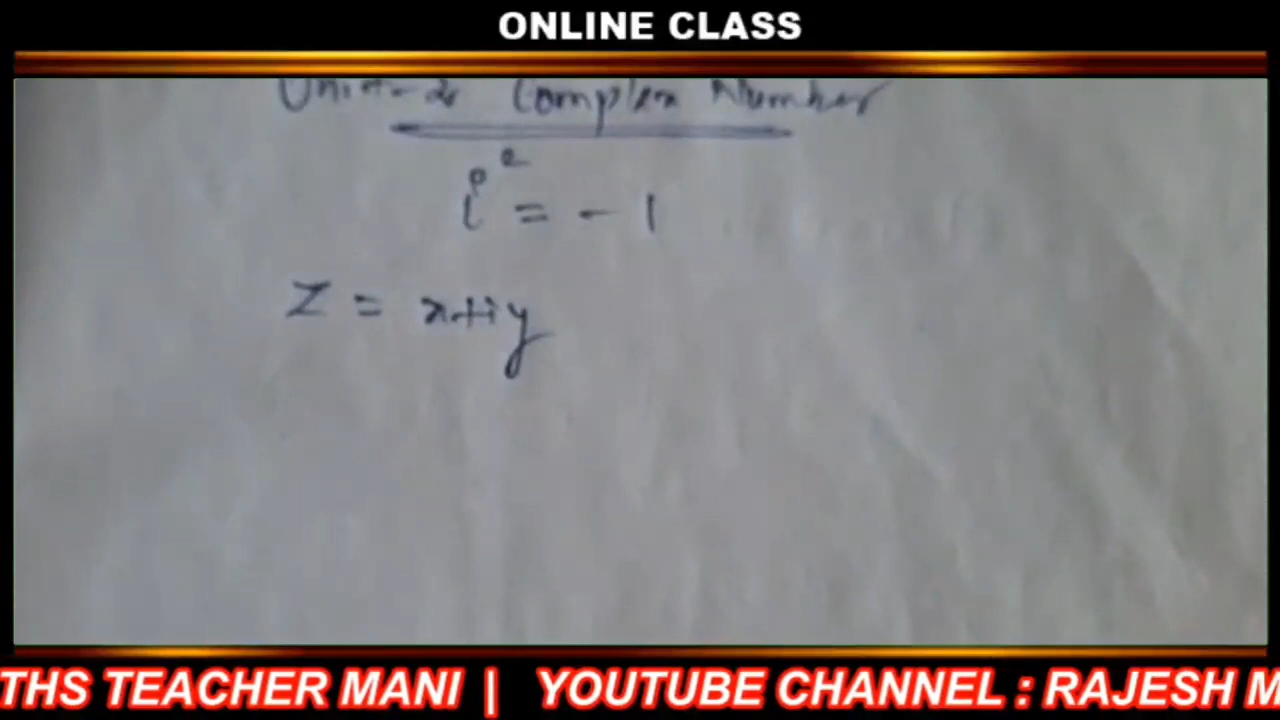 ONLINE CLASS
Unit-2 Complex Number
i² = -1
Z = x+iy
THS TEACHER MANI | YOUTUBE CHANNEL : RAJESH M